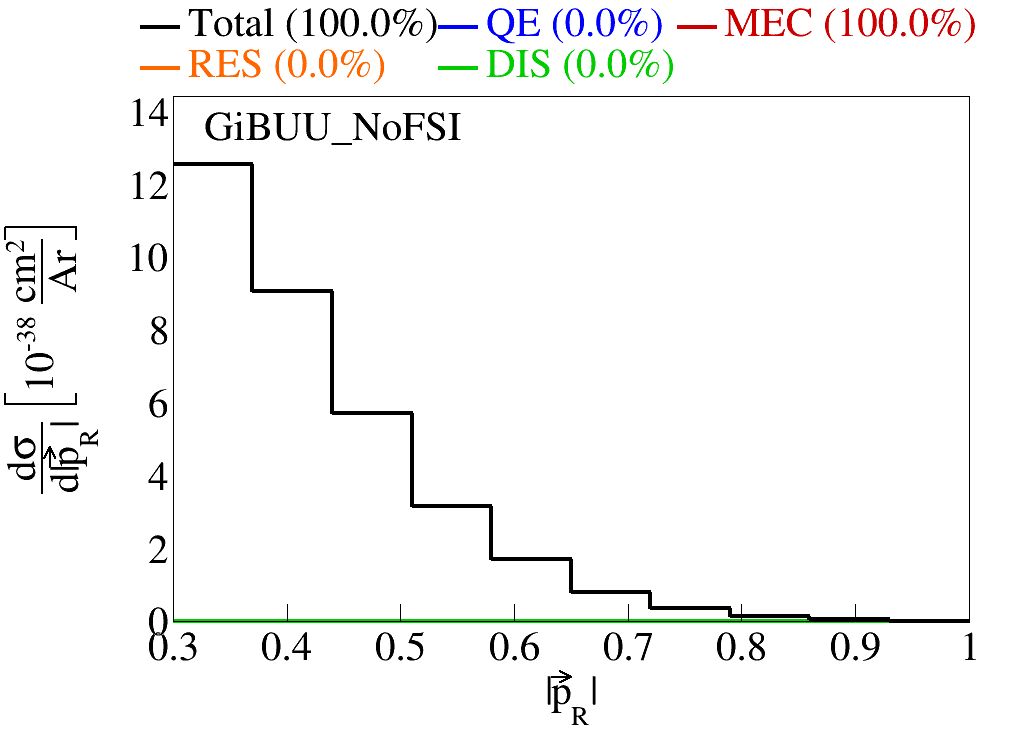 Total (100.0%) QE (0.0%) MEC (100.0%)
RES (0.0%) DIS (0.0%)
GiBUU_NoFSI
14
12
10
8
6
4
2
0
0.3 0.4 0.5 0.6 0.7 0.8 0.9 1
|p⃗_R|
dσ/d|p⃗_R| [10^-38 cm^2/Ar]